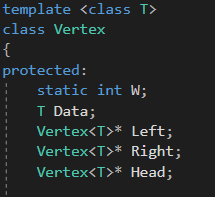 template <class T>
class Vertex
{
protected:
    static int W;
    T Data;
    Vertex<T>* Left;
    Vertex<T>* Right;
    Vertex<T>* Head;